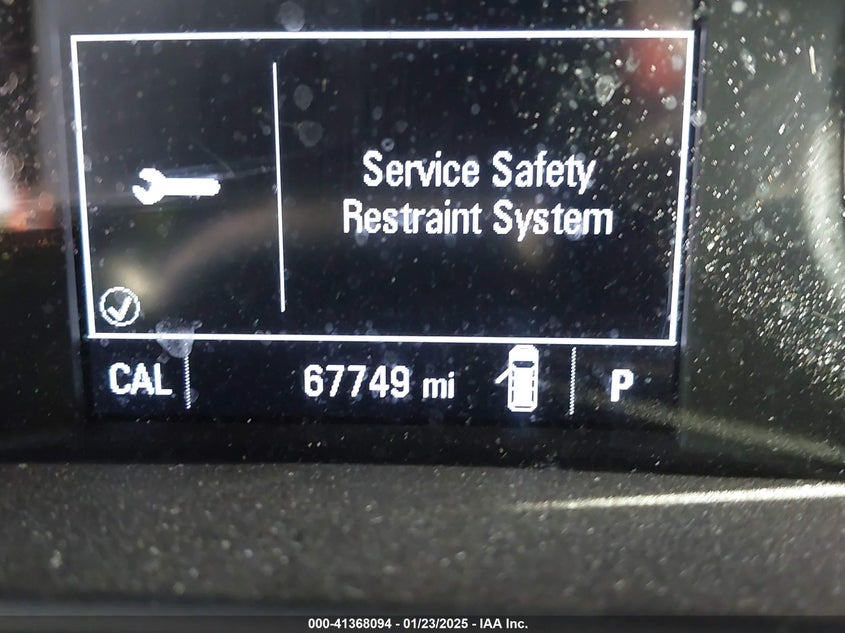 Service Safety
Restraint System
CAL 67749 mi P
000-41368094 - 01/23/2025 - IAA Inc.